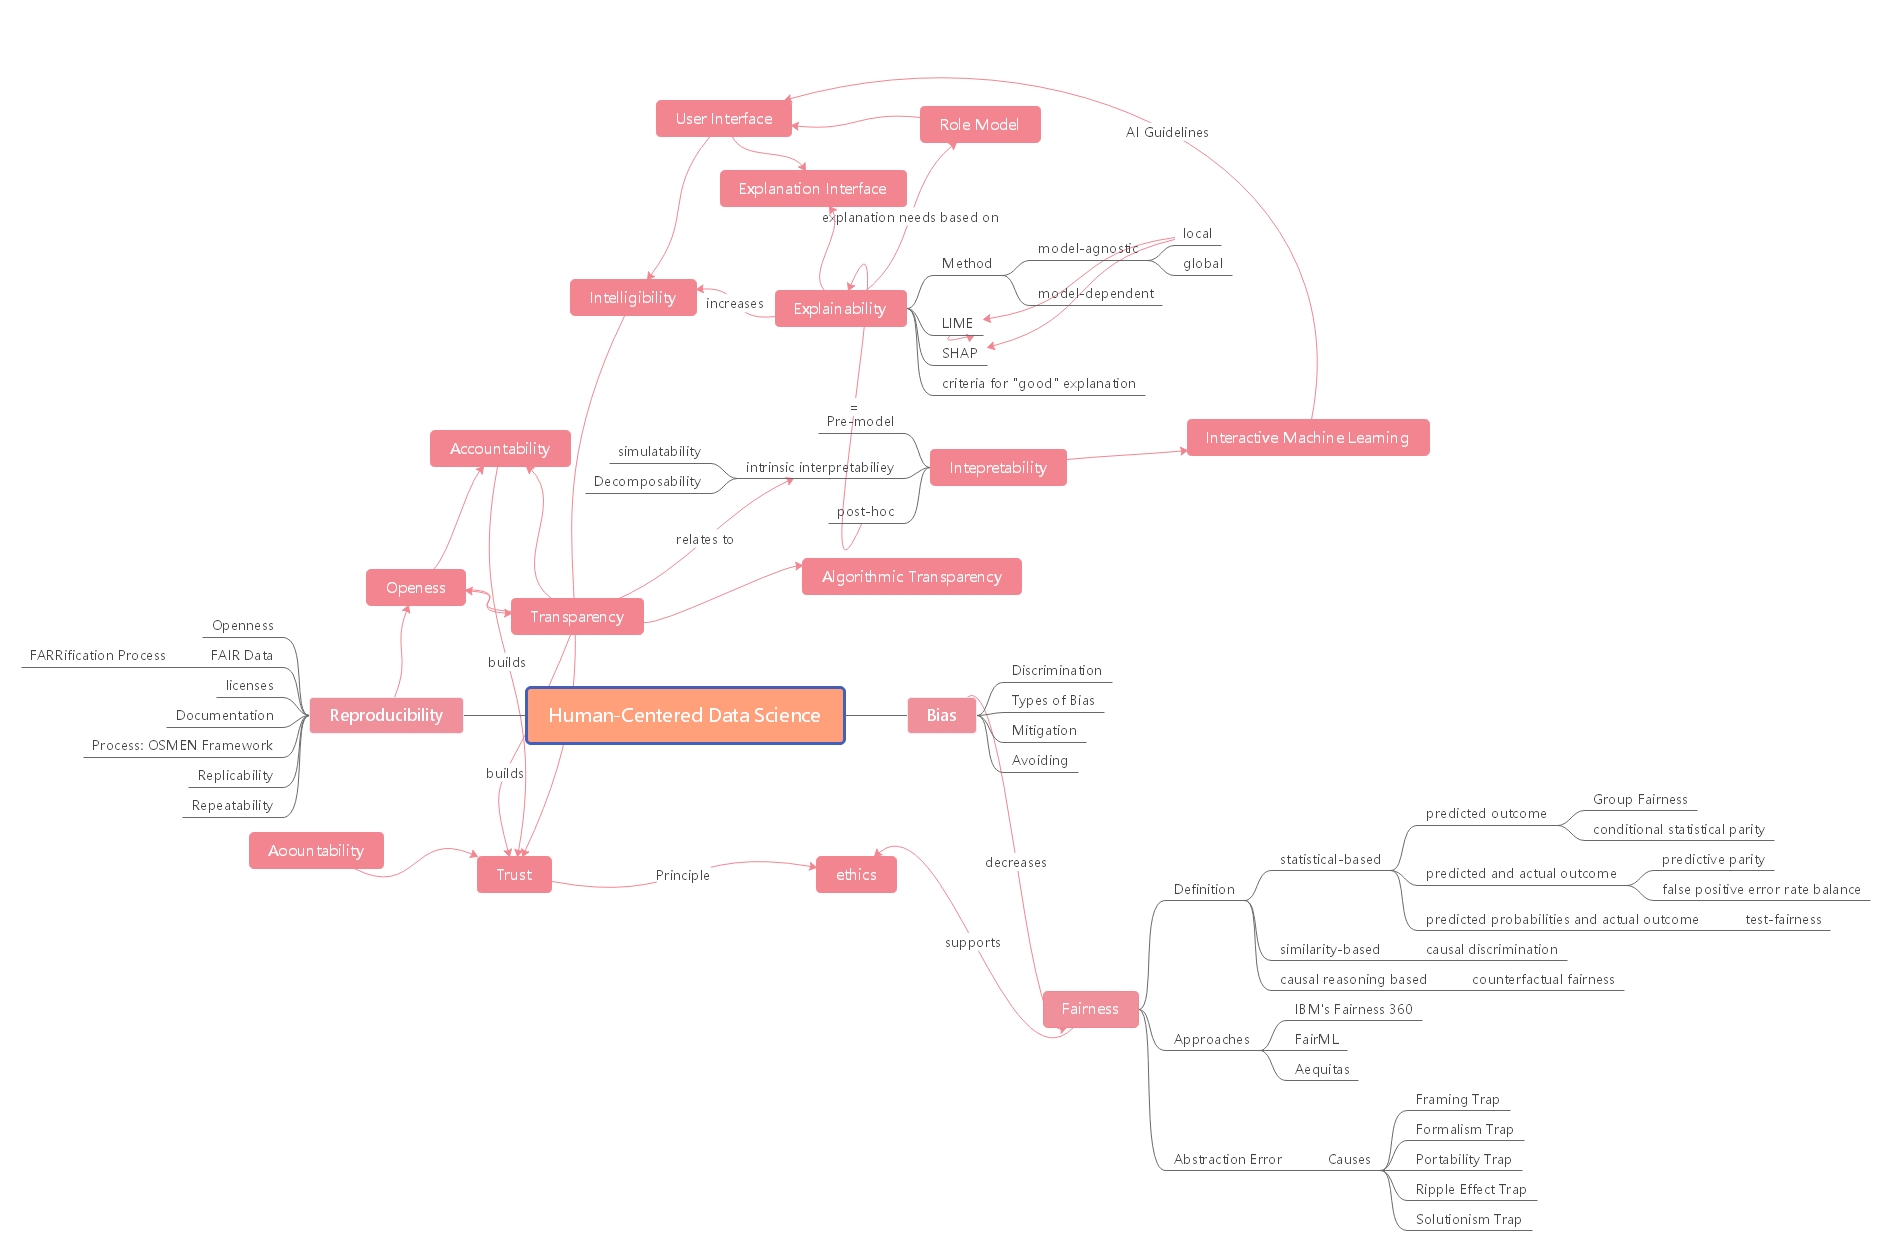 User Interface
Role Model
AI Guidelines
Explanation Interface
explanation needs based on
local
model-agnostic
Method
global
model-dependent
Intelligibility
increases
Explainability
LIME
SHAP
criteria for "good" explanation
=
Pre-model
Interactive Machine Learning
Accountability
simulatability
intrinsic interpretabiliey
Intepretability
Decomposability
post-hoc
relates to
Algorithmic Transparency
Openess
Transparency
Openness
FARRification Process
FAIR Data
builds
licenses
Reproducibility
Documentation
Process: OSMEN Framework
Replicability
Repeatability
Human-Centered Data Science
Bias
Discrimination
Types of Bias
Mitigation
Avoiding
builds
Aoountability
Trust
Principle
ethics
decreases
supports
Fairness
Definition
statistical-based
predicted outcome
Group Fairness
conditional statistical parity
predicted and actual outcome
predictive parity
false positive error rate balance
predicted probabilities and actual outcome
test-fairness
similarity-based
causal discrimination
causal reasoning based
counterfactual fairness
Approaches
IBM's Fairness 360
FairML
Aequitas
Abstraction Error
Causes
Framing Trap
Formalism Trap
Portability Trap
Ripple Effect Trap
Solutionism Trap